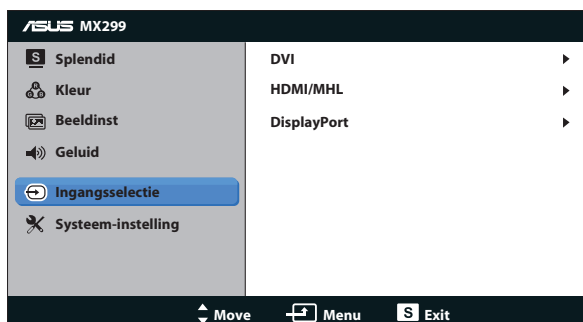 ASUS MX299
S Splendid
Kleur
Beeldinst
Geluid
Ingangsselectie
Systeem-instelling
DVI
HDMI/MHL
DisplayPort
Move Menu S Exit